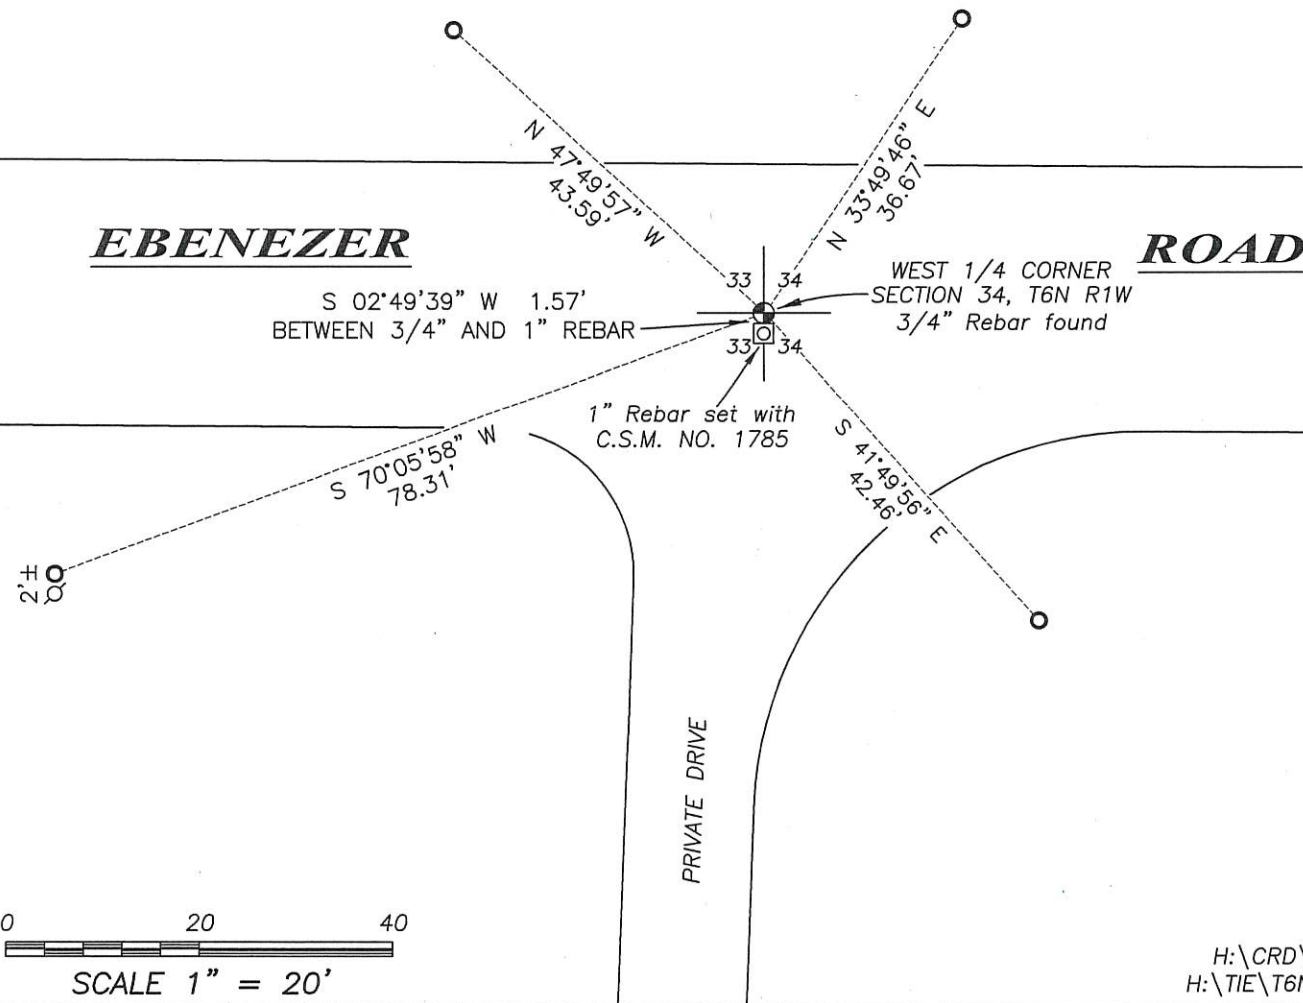 N 47°49'57" W
43.59'
N 33°49'46" E
36.67'
EBENEZER
ROAD
S 02°49'39" W 1.57'
BETWEEN 3/4" AND 1" REBAR
33
34
WEST 1/4 CORNER
SECTION 34, T6N R1W
3/4" Rebar found
33
34
1" Rebar set with
C.S.M. NO. 1785
S 70°05'58" W
78.31'
S 41°49'56" E
42.46'
2'±
PRIVATE DRIVE
0 20 40
SCALE 1" = 20'
H:\CRD\
H:\TIE\T6N